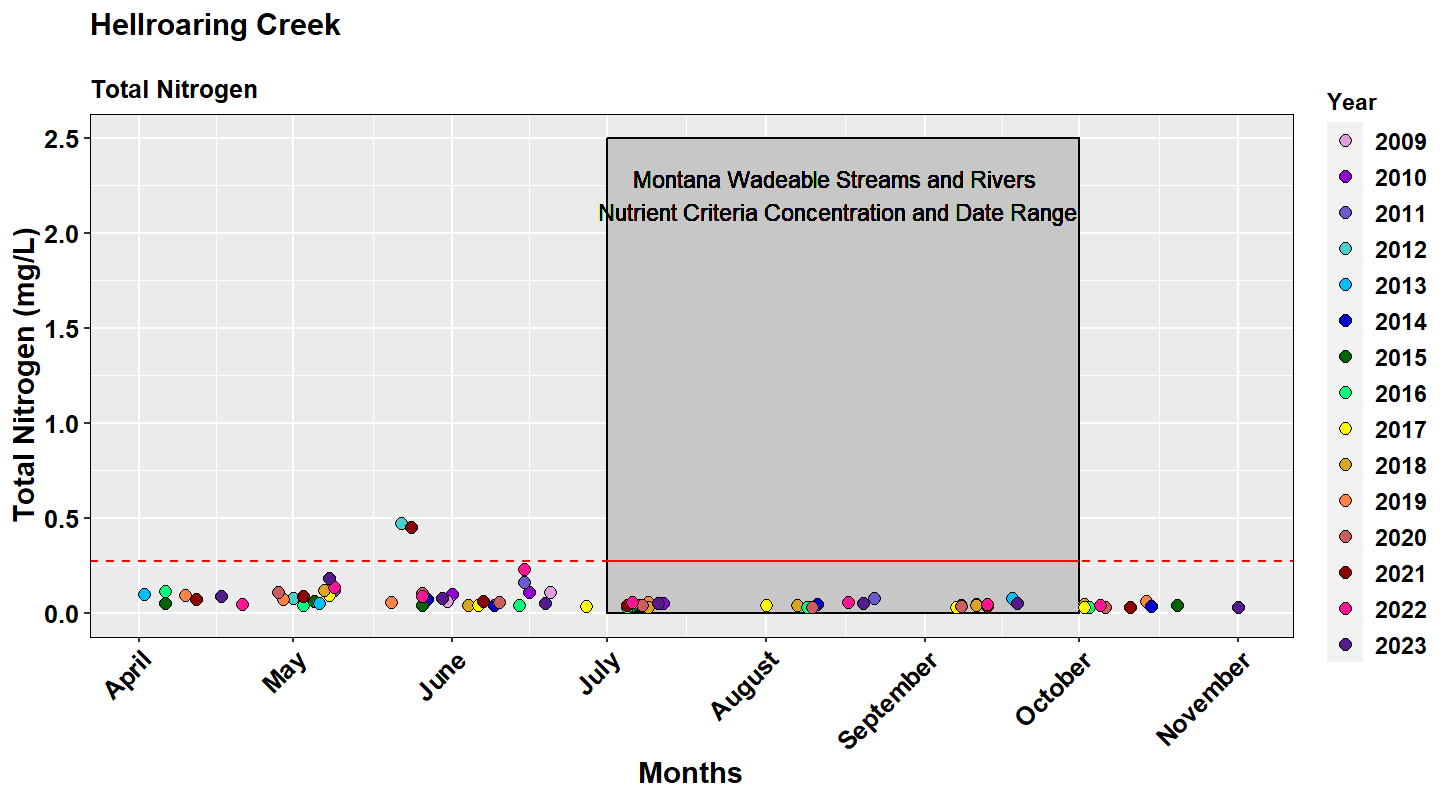 Hellroaring Creek
Total Nitrogen
Total Nitrogen (mg/L)
2.5
2.0
1.5
1.0
0.5
0.0
Montana Wadeable Streams and Rivers
Nutrient Criteria Concentration and Date Range
April
May
June
July
August
September
October
November
Months
Year
2009
2010
2011
2012
2013
2014
2015
2016
2017
2018
2019
2020
2021
2022
2023